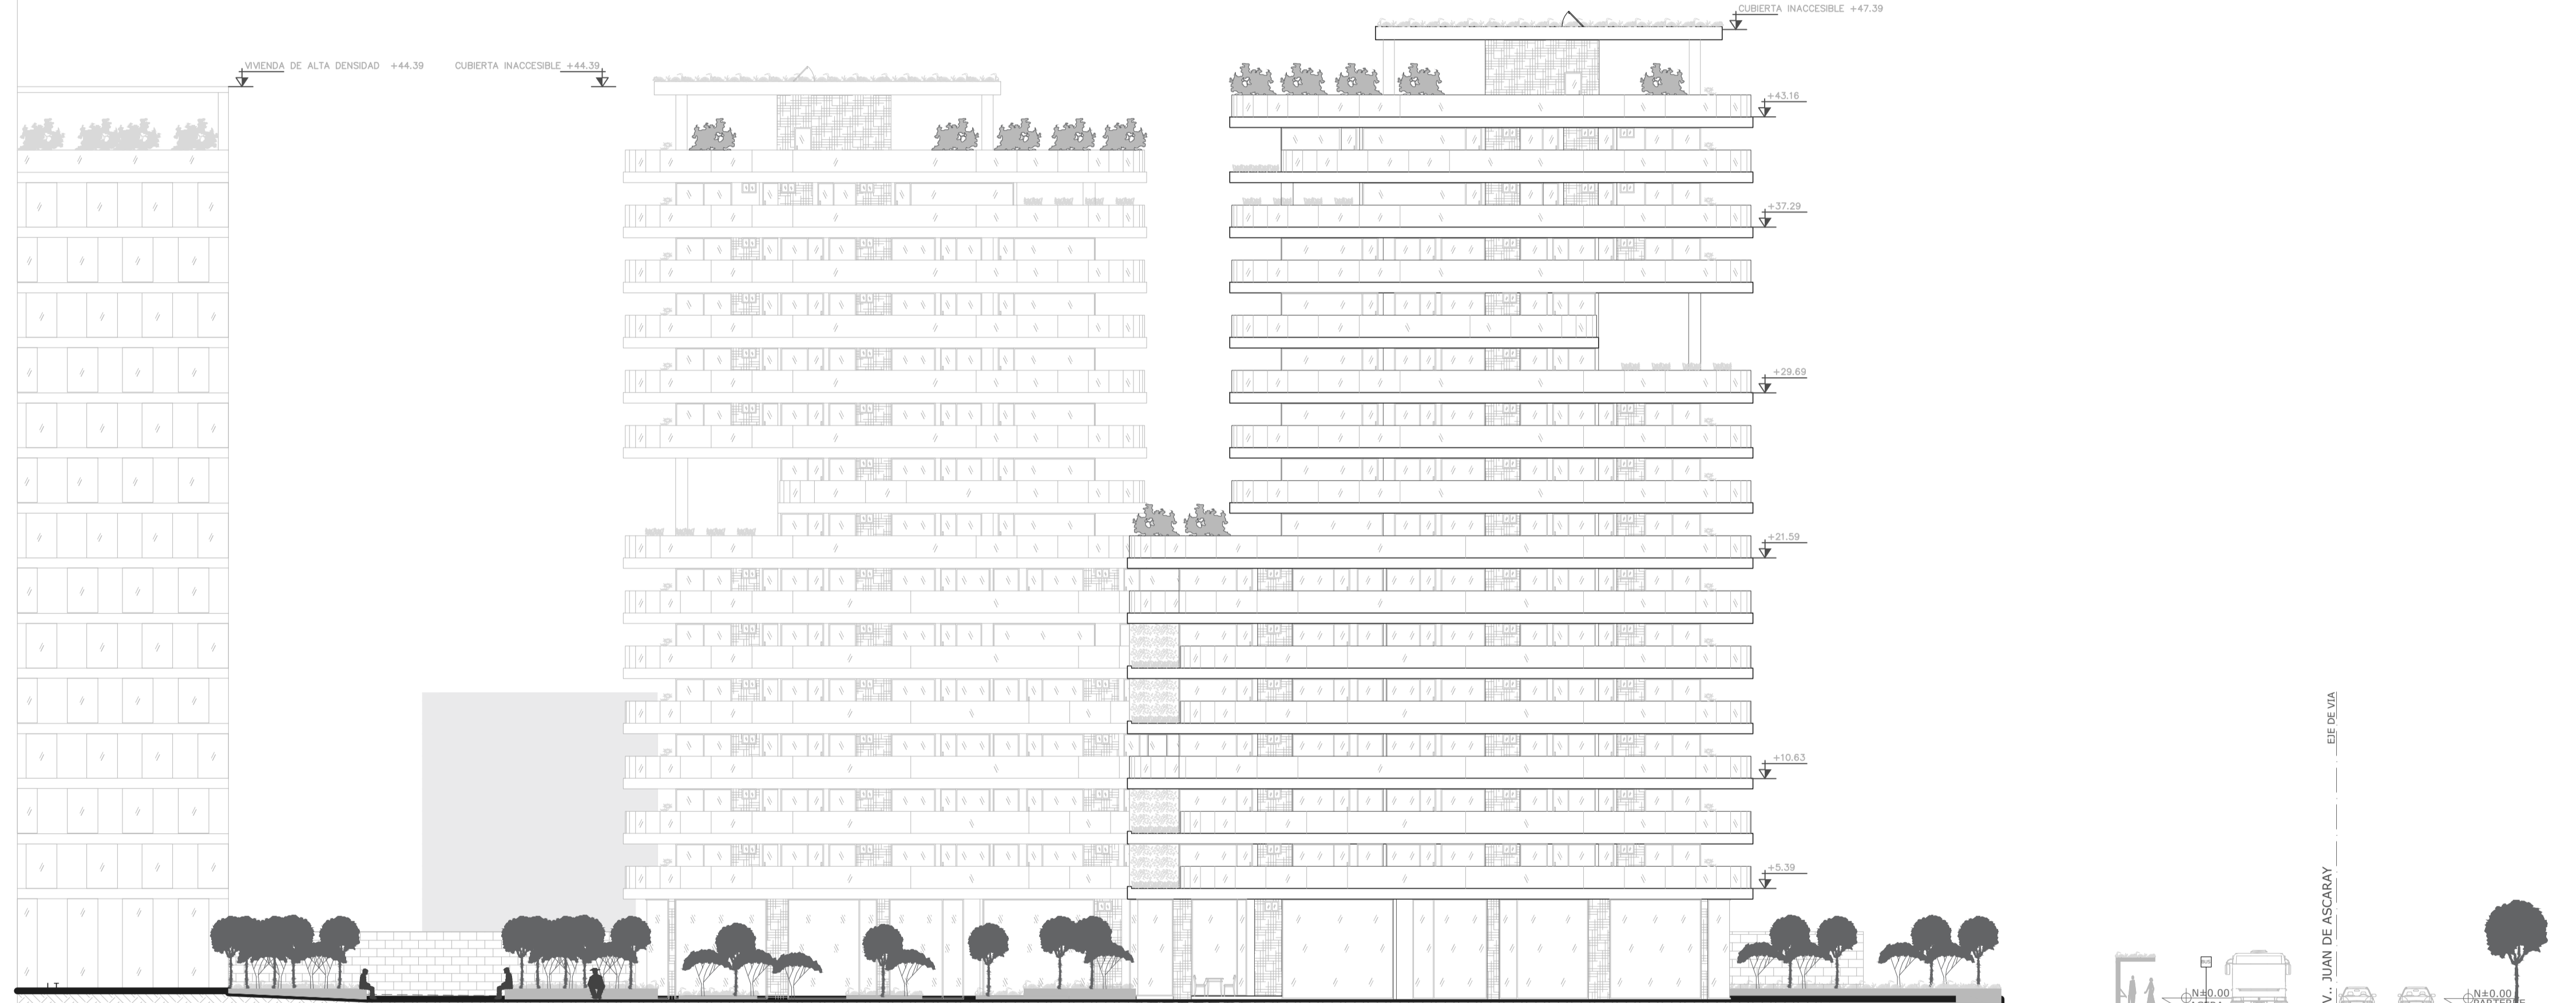 CUBIERTA INACCESIBLE +47.39
VIVIENDA DE ALTA DENSIDAD +44.39
CUBIERTA INACCESIBLE +44.39
+43.16
+37.29
+29.69
+21.59
+10.63
+5.39
EJE DE VIA
JUAN DE ASCARAY
N±0.00
N±0.00